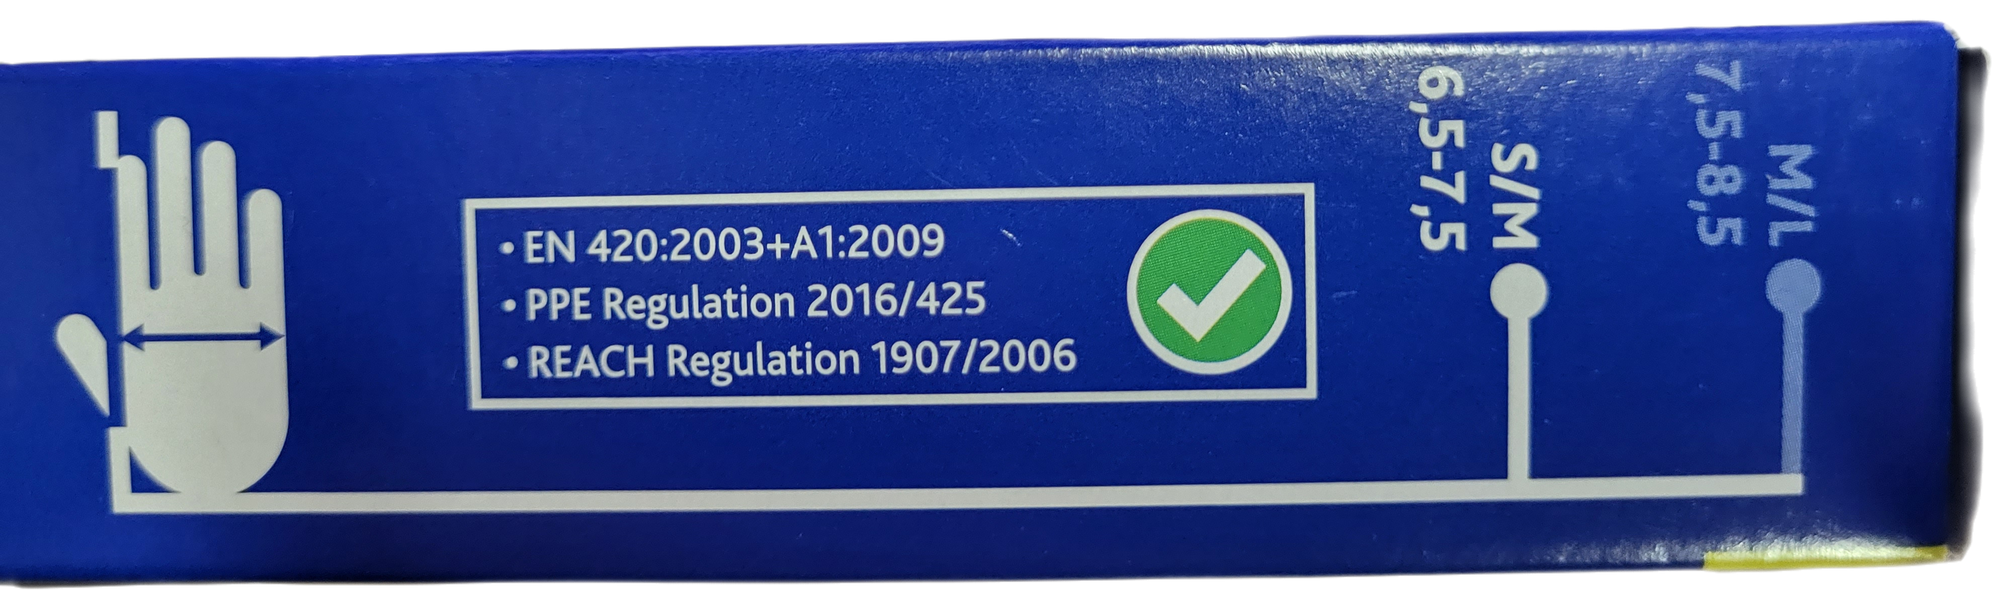 • EN 420:2003+A1:2009
• PPE Regulation 2016/425
• REACH Regulation 1907/2006
S/M
6,5-7,5
M/L
7,5-8,5